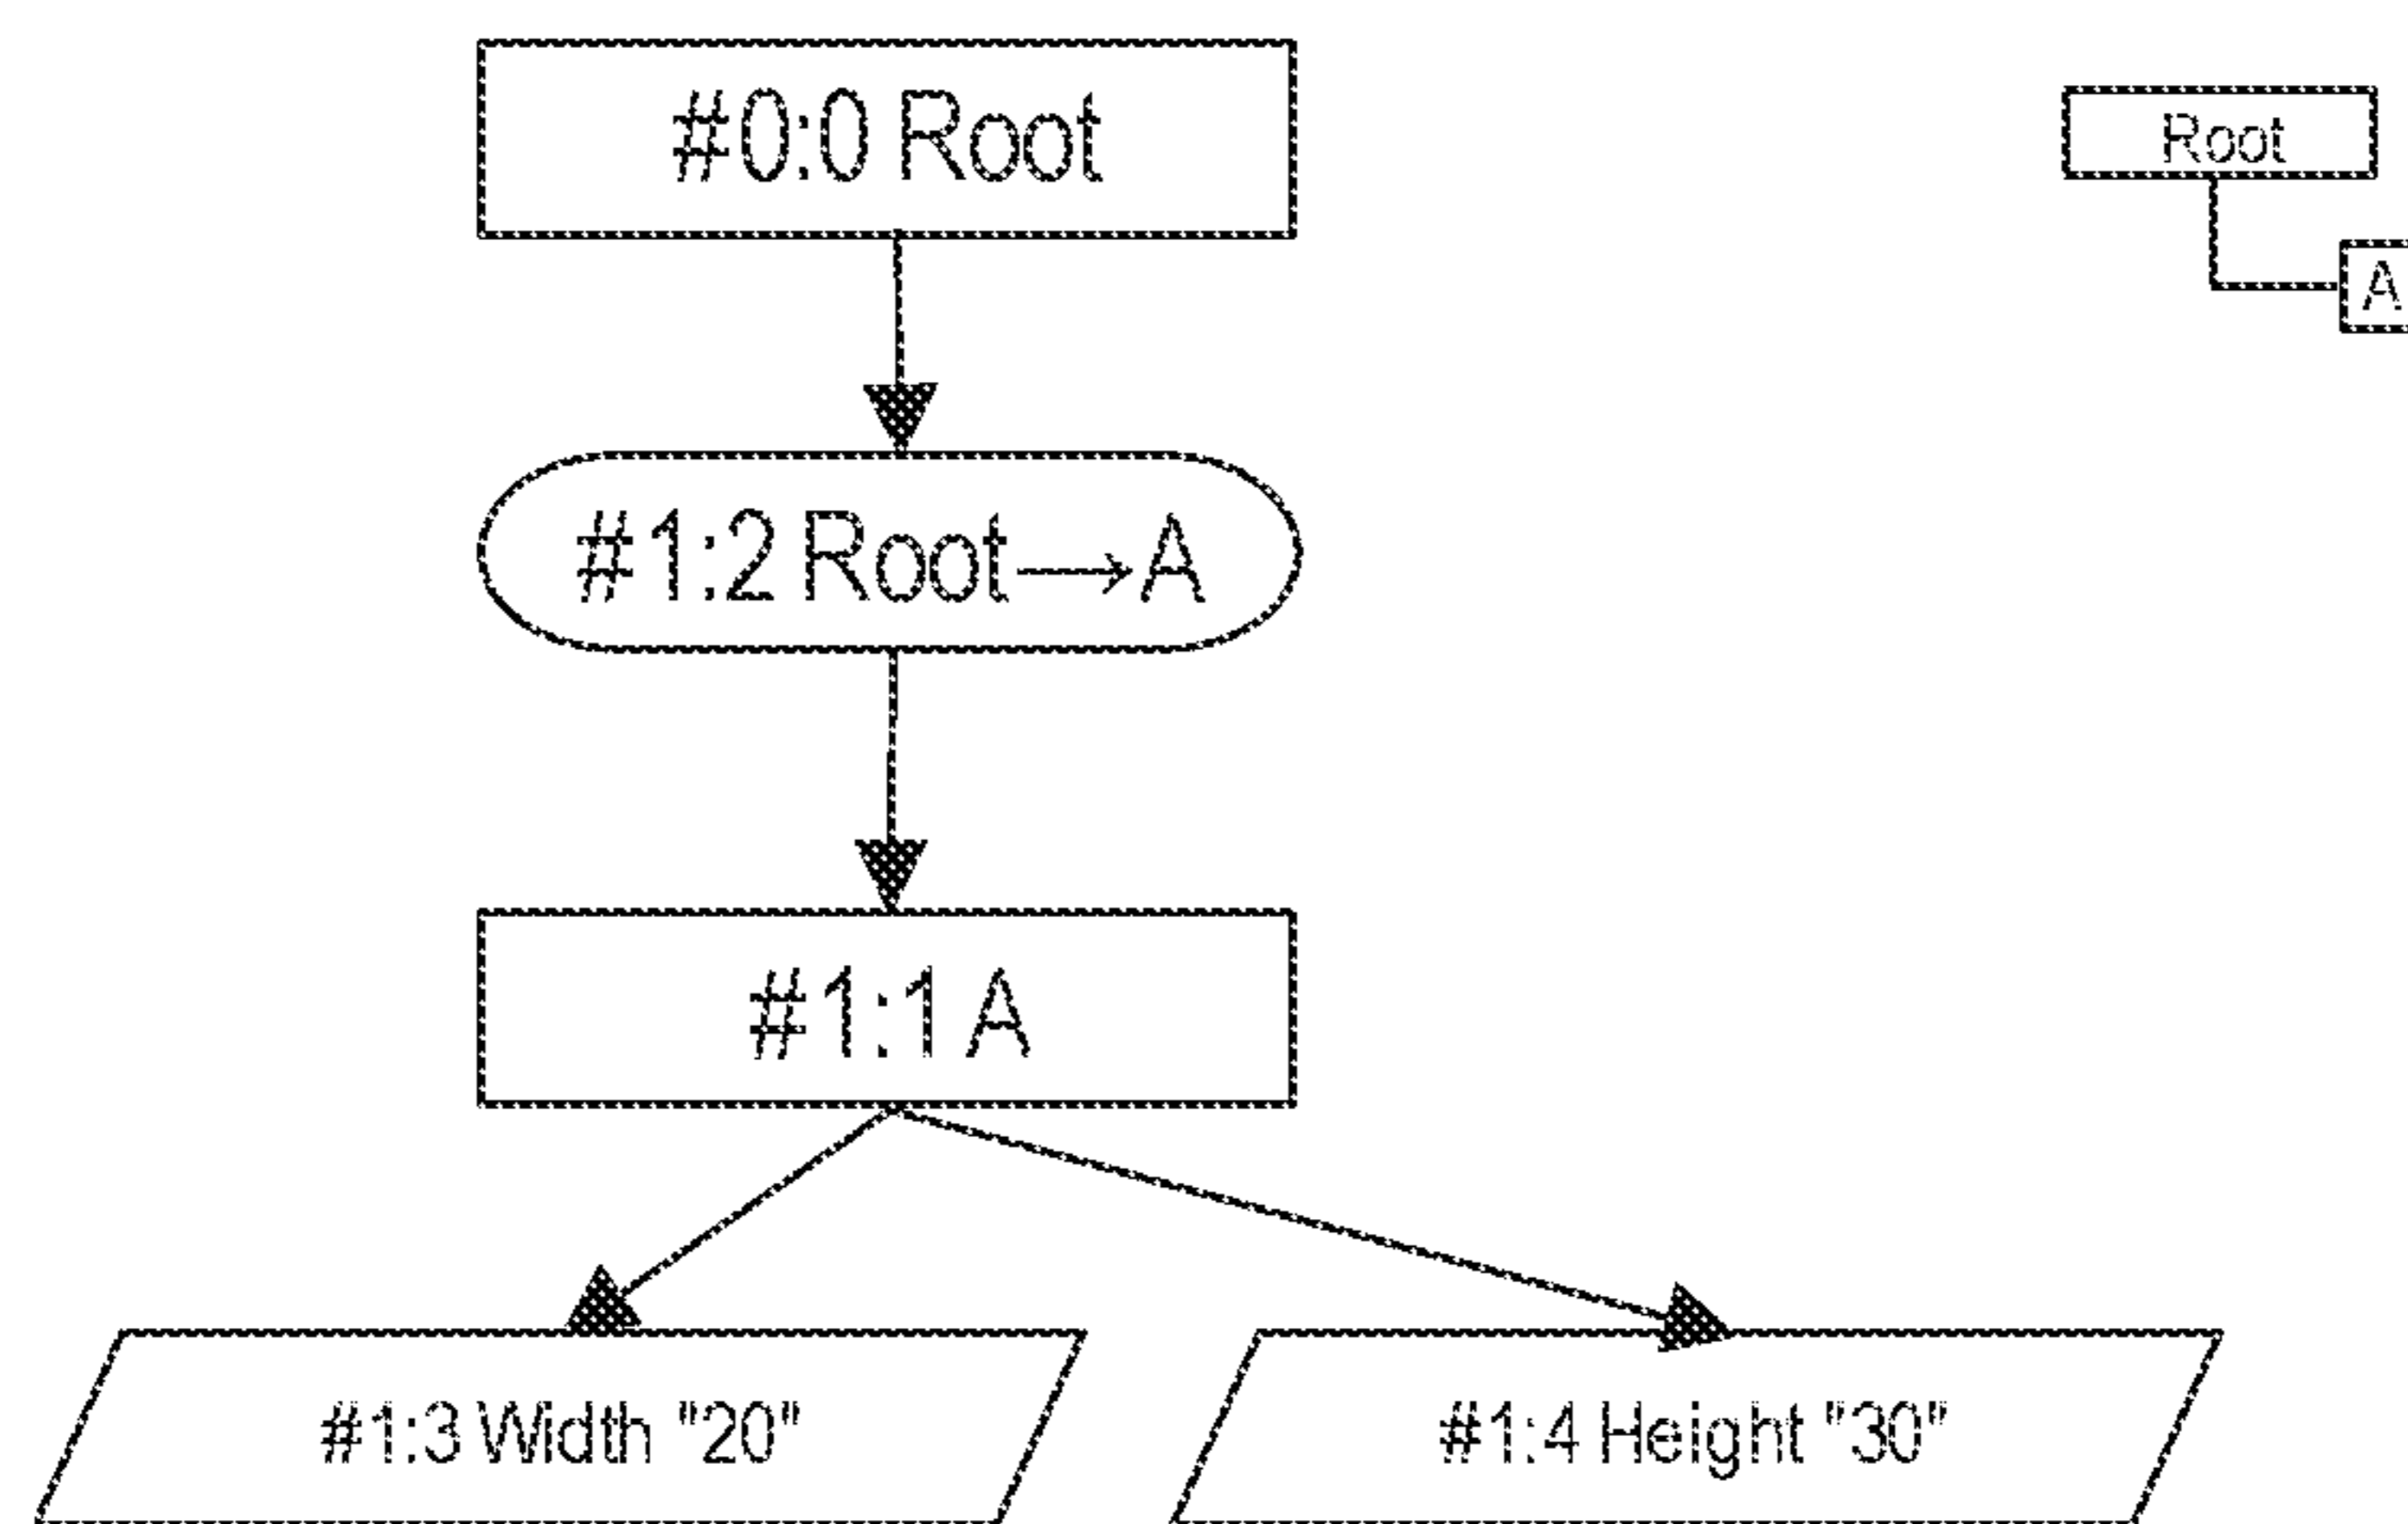 #0:0 Root
Root
A
#1:2 Root→A
#1:1 A
#1:3 Width "20"
#1:4 Height "30"